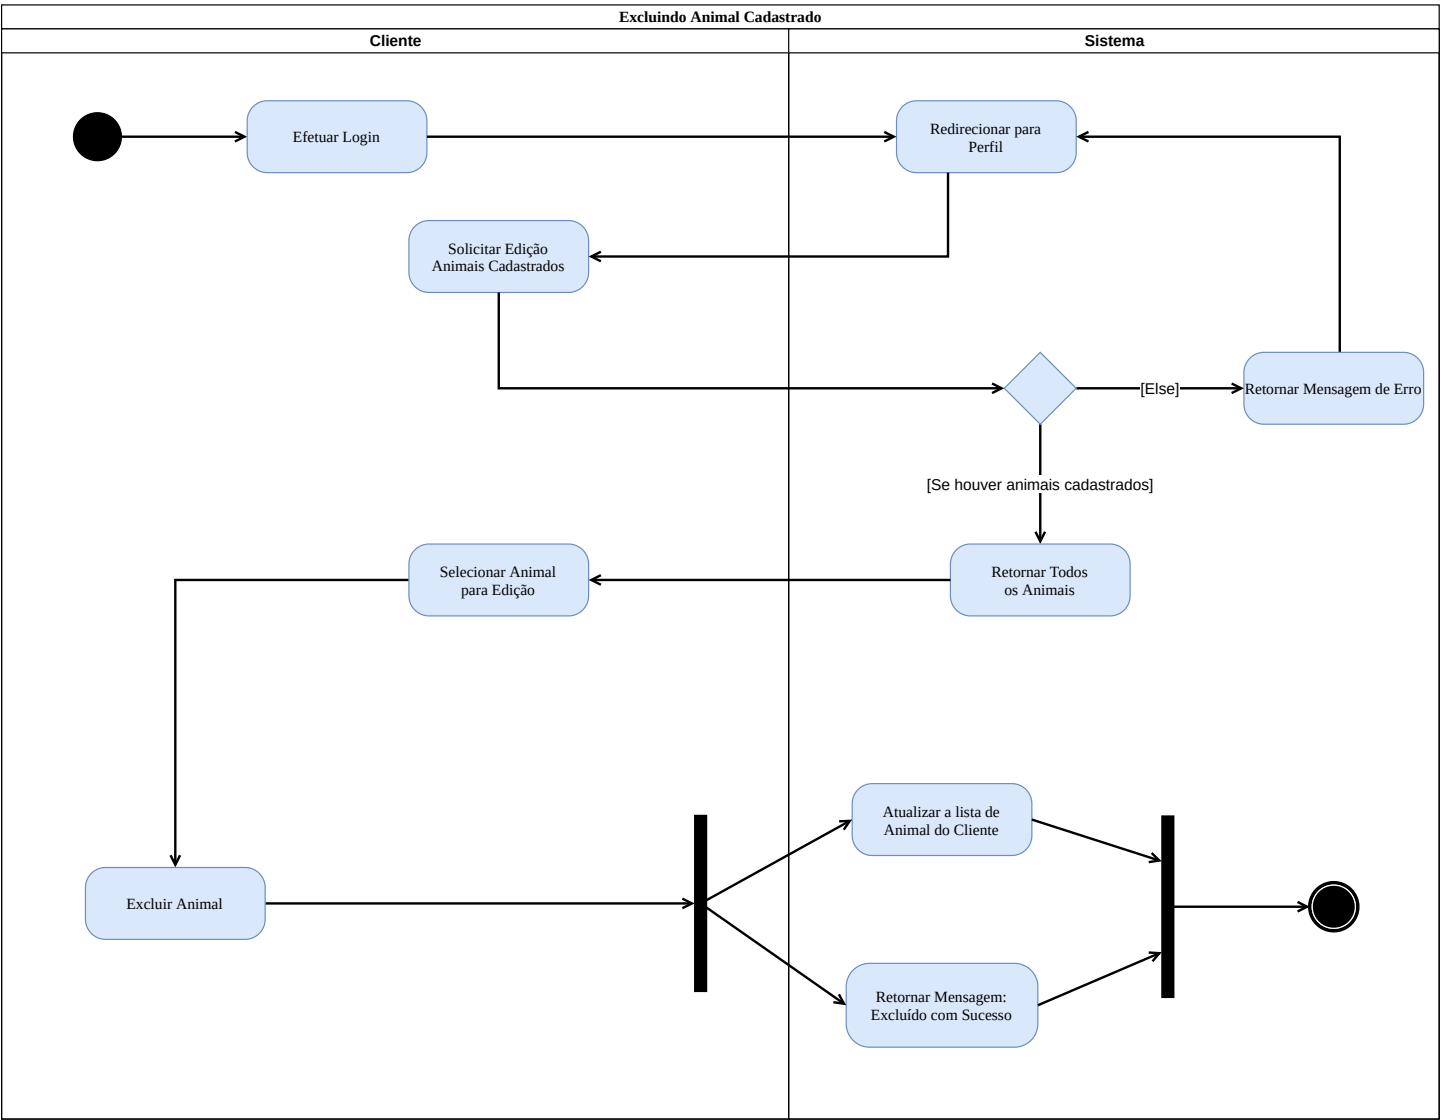 Excluindo Animal Cadastrado
Cliente
Sistema
Efetuar Login
Redirecionar para
Perfil
Solicitar Edição
Animais Cadastrados
[Else]
Retornar Mensagem de Erro
[Se houver animais cadastrados]
Selecionar Animal
para Edição
Retornar Todos
os Animais
Atualizar a lista de
Animal do Cliente
Excluir Animal
Retornar Mensagem:
Excluído com Sucesso